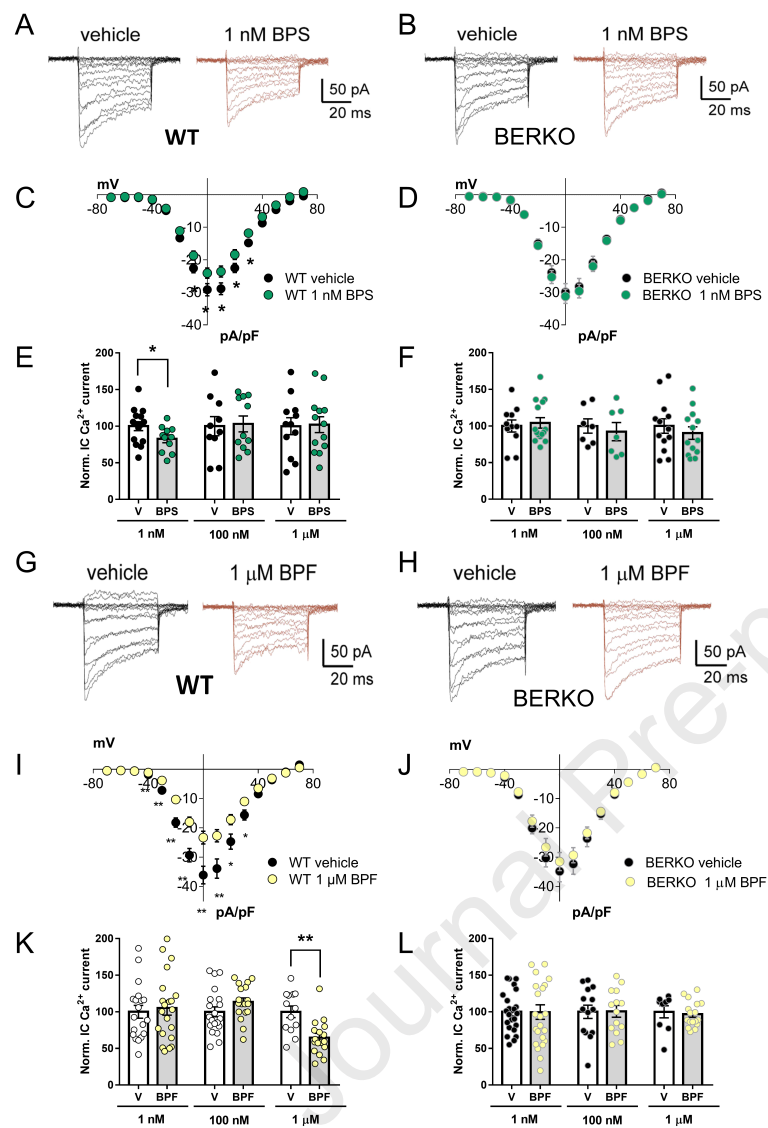 A
vehicle
1 nM BPS
50 pA
20 ms
WT
B
vehicle
1 nM BPS
50 pA
20 ms
BERKO
C
mV
-80
-40
40
80
-10
-20
-30
-40
*
*
*
*
*
WT vehicle
WT 1 nM BPS
pA/pF
D
mV
-80
-40
40
80
-10
-20
-30
-40
BERKO vehicle
BERKO 1 nM BPS
pA/pF
E
Norm. IC Ca²⁺ current
200
150
100
50
0
*
V BPS V BPS V BPS
1 nM 100 nM 1 µM
F
Norm. IC Ca²⁺ current
200
150
100
50
0
V BPS V BPS V BPS
1 nM 100 nM 1 µM
G
vehicle
1 µM BPF
50 pA
20 ms
WT
H
vehicle
1 µM BPF
50 pA
20 ms
BERKO
I
mV
-80
-40
40
80
-10
-20
-30
-40
**
**
**
**
**
**
*
*
WT vehicle
WT 1 µM BPF
pA/pF
J
mV
-80
-40
40
80
-10
-20
-30
-40
BERKO vehicle
BERKO 1 µM BPF
pA/pF
K
Norm. IC Ca²⁺ current
200
150
100
50
0
**
V BPF V BPF V BPF
1 nM 100 nM 1 µM
L
Norm. IC Ca²⁺ current
200
150
100
50
0
V BPF V BPF V BPF
1 nM 100 nM 1 µM
Journal Pre-p